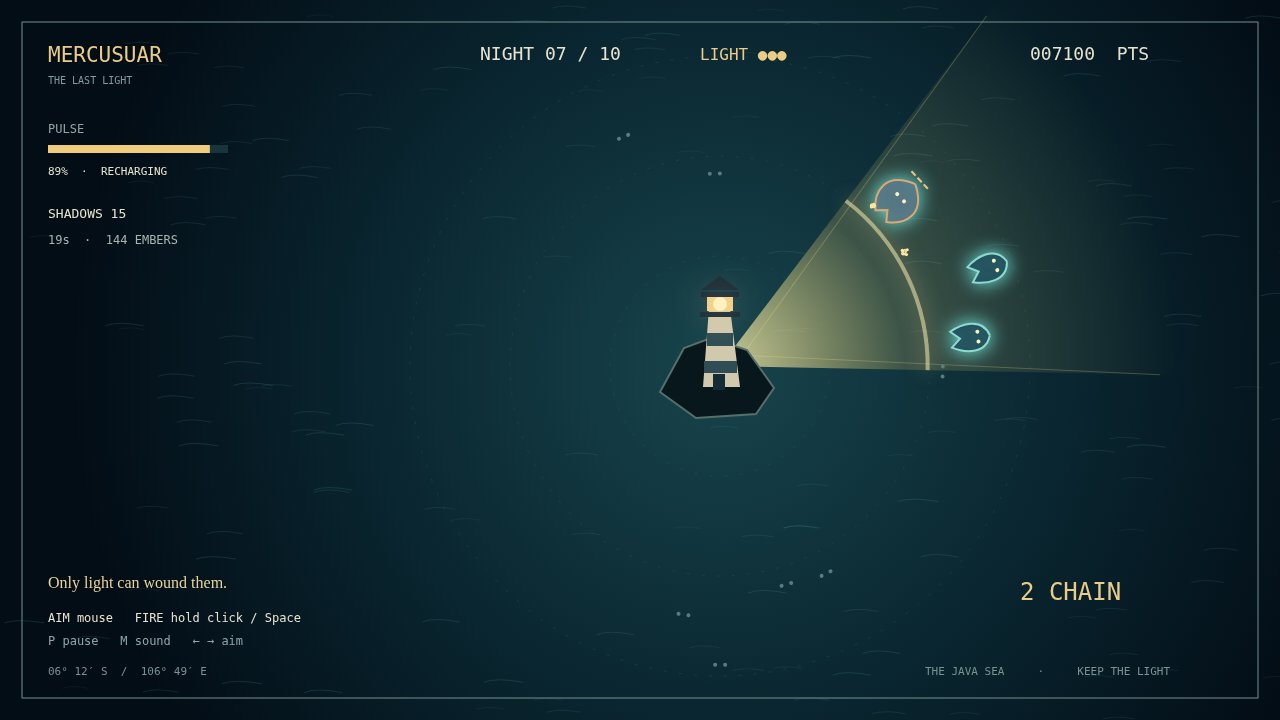 MERCUSUAR
THE LAST LIGHT
NIGHT 07 / 10
LIGHT ●●●
007100 PTS
PULSE
89% · RECHARGING
SHADOWS 15
19s · 144 EMBERS
Only light can wound them.
AIM mouse FIRE hold click / Space
P pause M sound ← → aim
06° 12′ S / 106° 49′ E
2 CHAIN
THE JAVA SEA · KEEP THE LIGHT